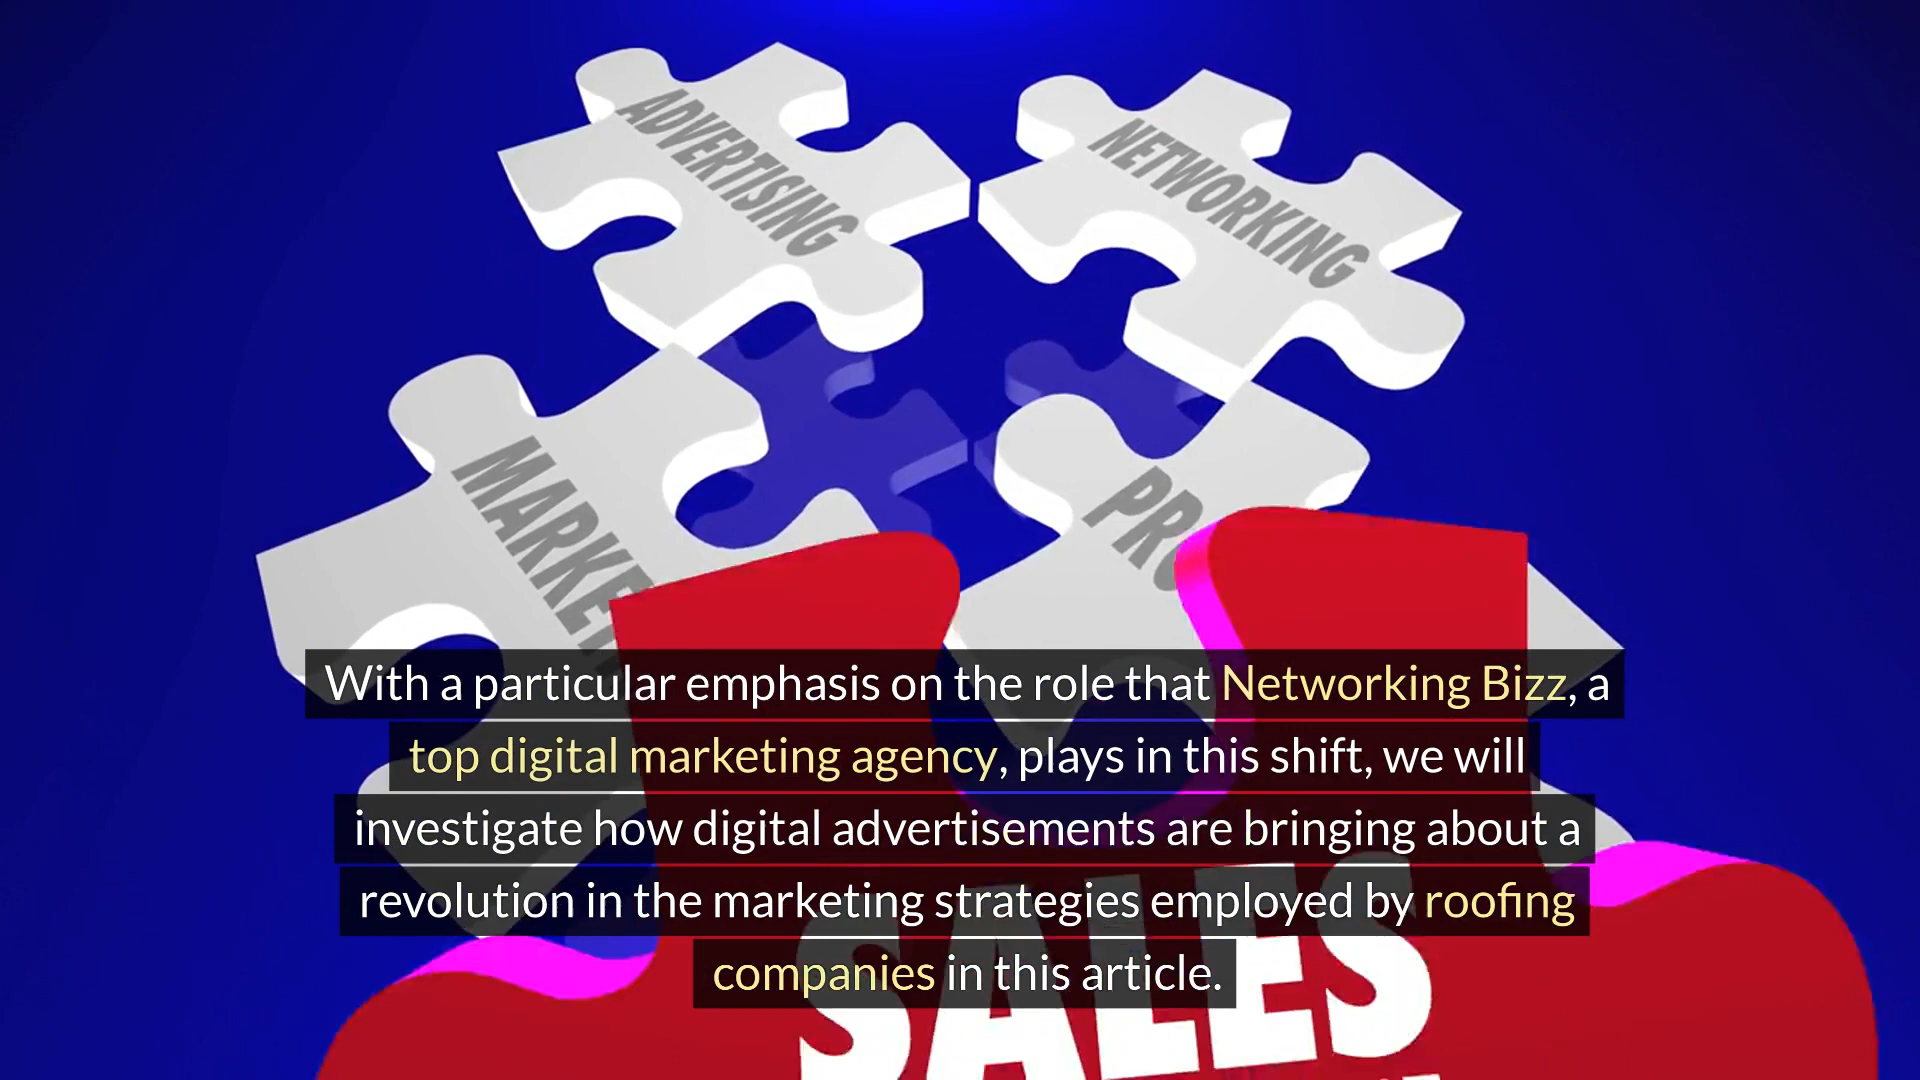 ADVERTISING
NETWORKING
MARKET
PRO
With a particular emphasis on the role that Networking Bizz, a
top digital marketing agency, plays in this shift, we will
investigate how digital advertisements are bringing about a
revolution in the marketing strategies employed by roofing
companies in this article.
SALES